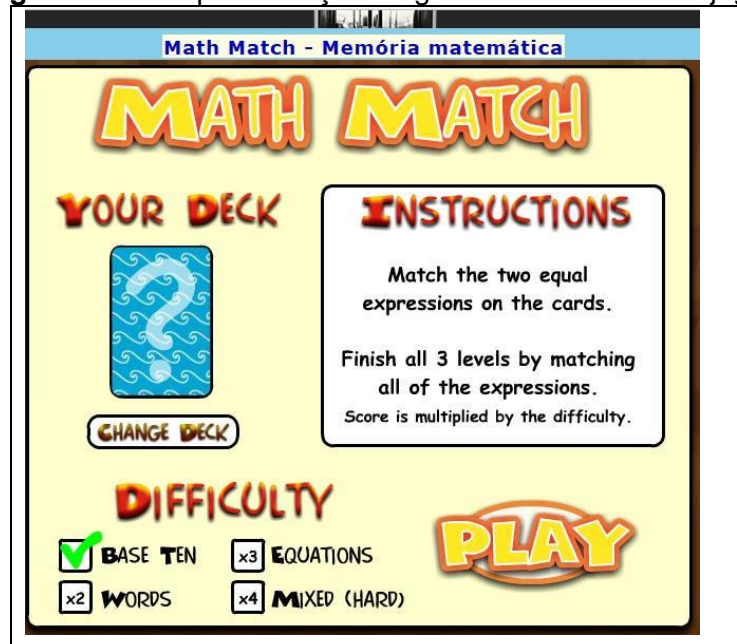 Math Match - Memória matemática
MATH MATCH
YOUR DECK
INSTRUCTIONS
Match the two equal
expressions on the cards.
Finish all 3 levels by matching
all of the expressions.
Score is multiplied by the difficulty.
?
CHANGE DECK
DIFFICULTY
BASE TEN
x3 EQUATIONS
x2 WORDS
x4 MIXED (HARD)
PLAY